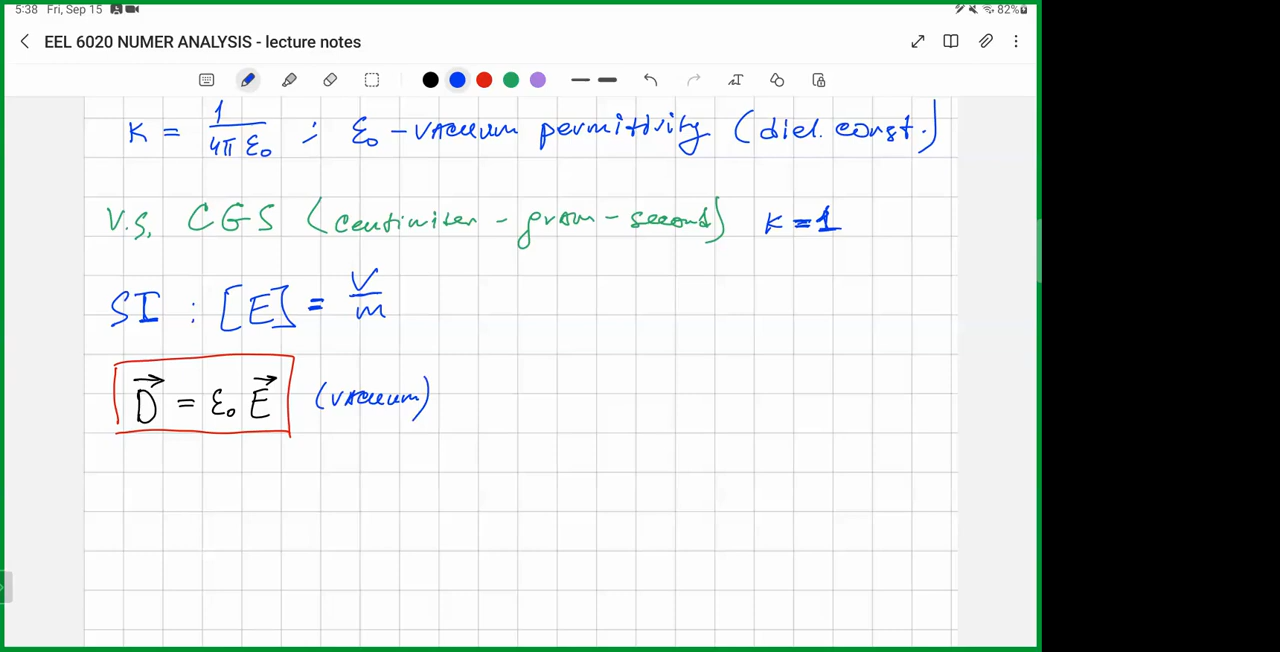 5:38 Fri, Sep 15 82%
EEL 6020 NUMER ANALYSIS - lecture notes
K = 1/(4π ε₀) ; ε₀ - vacuum permittivity (diel. const.)
V.S. CGS (centimiter - gram - second) K = 1
SI : [E] = V/m
D⃗ = ε₀ E⃗ (vacuum)